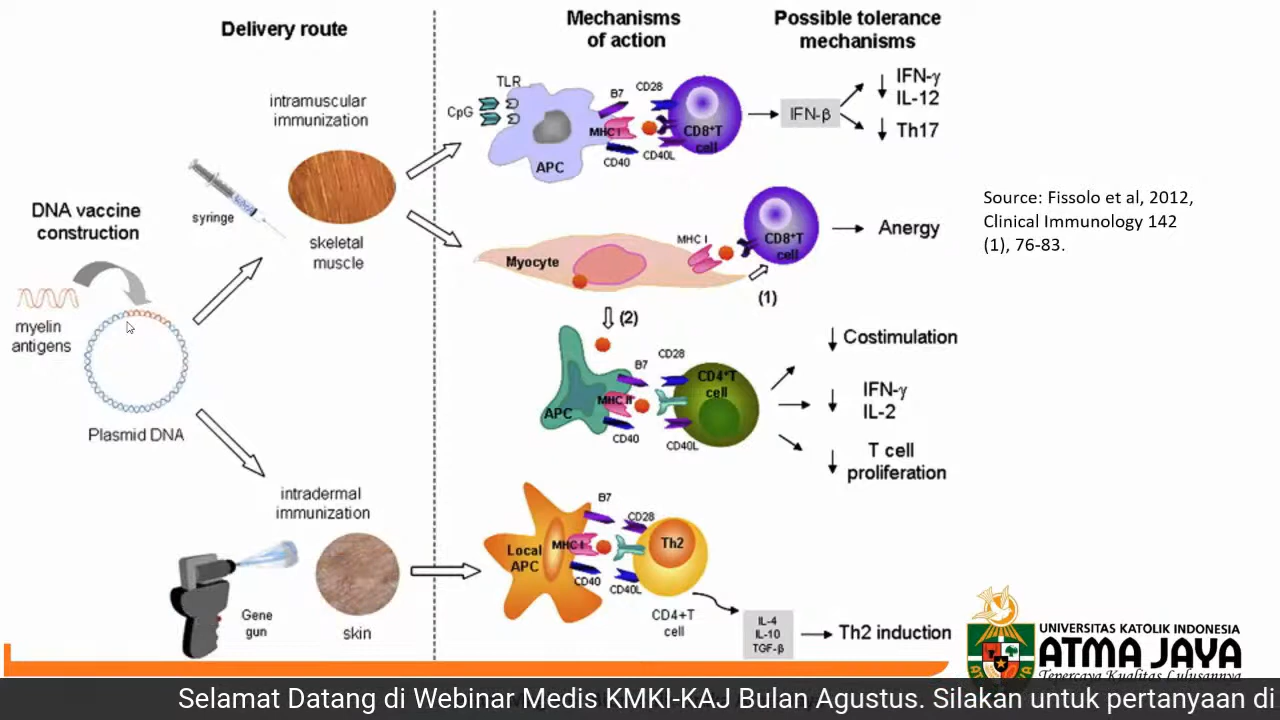 Delivery route
Mechanisms
of action
Possible tolerance
mechanisms
intramuscular
immunization
syringe
skeletal
muscle
DNA vaccine
construction
myelin
antigens
Plasmid DNA
intradermal
immunization
Gene
gun
skin
TLR
CpG
APC
B7
CD28
MHC I
CD40
CD40L
CD8+T
cell
IFN-β
IFN-γ
IL-12
Th17
Myocyte
MHC I
CD8+T
cell
Anergy
(1)
(2)
APC
B7
CD28
MHC II
CD40
CD40L
CD4+T
cell
Costimulation
IFN-γ
IL-2
T cell
proliferation
Local
APC
B7
CD28
MHC I
CD40
CD40L
Th2
CD4+T
cell
IL-4
IL-10
TGF-β
Th2 induction
Source: Fissolo et al, 2012,
Clinical Immunology 142
(1), 76-83.
UNIVERSITAS KATOLIK INDONESIA
ATMA JAYA
Tepercaya Kualitas Lulusannya
Selamat Datang di Webinar Medis KMKI-KAJ Bulan Agustus. Silakan untuk pertanyaan di